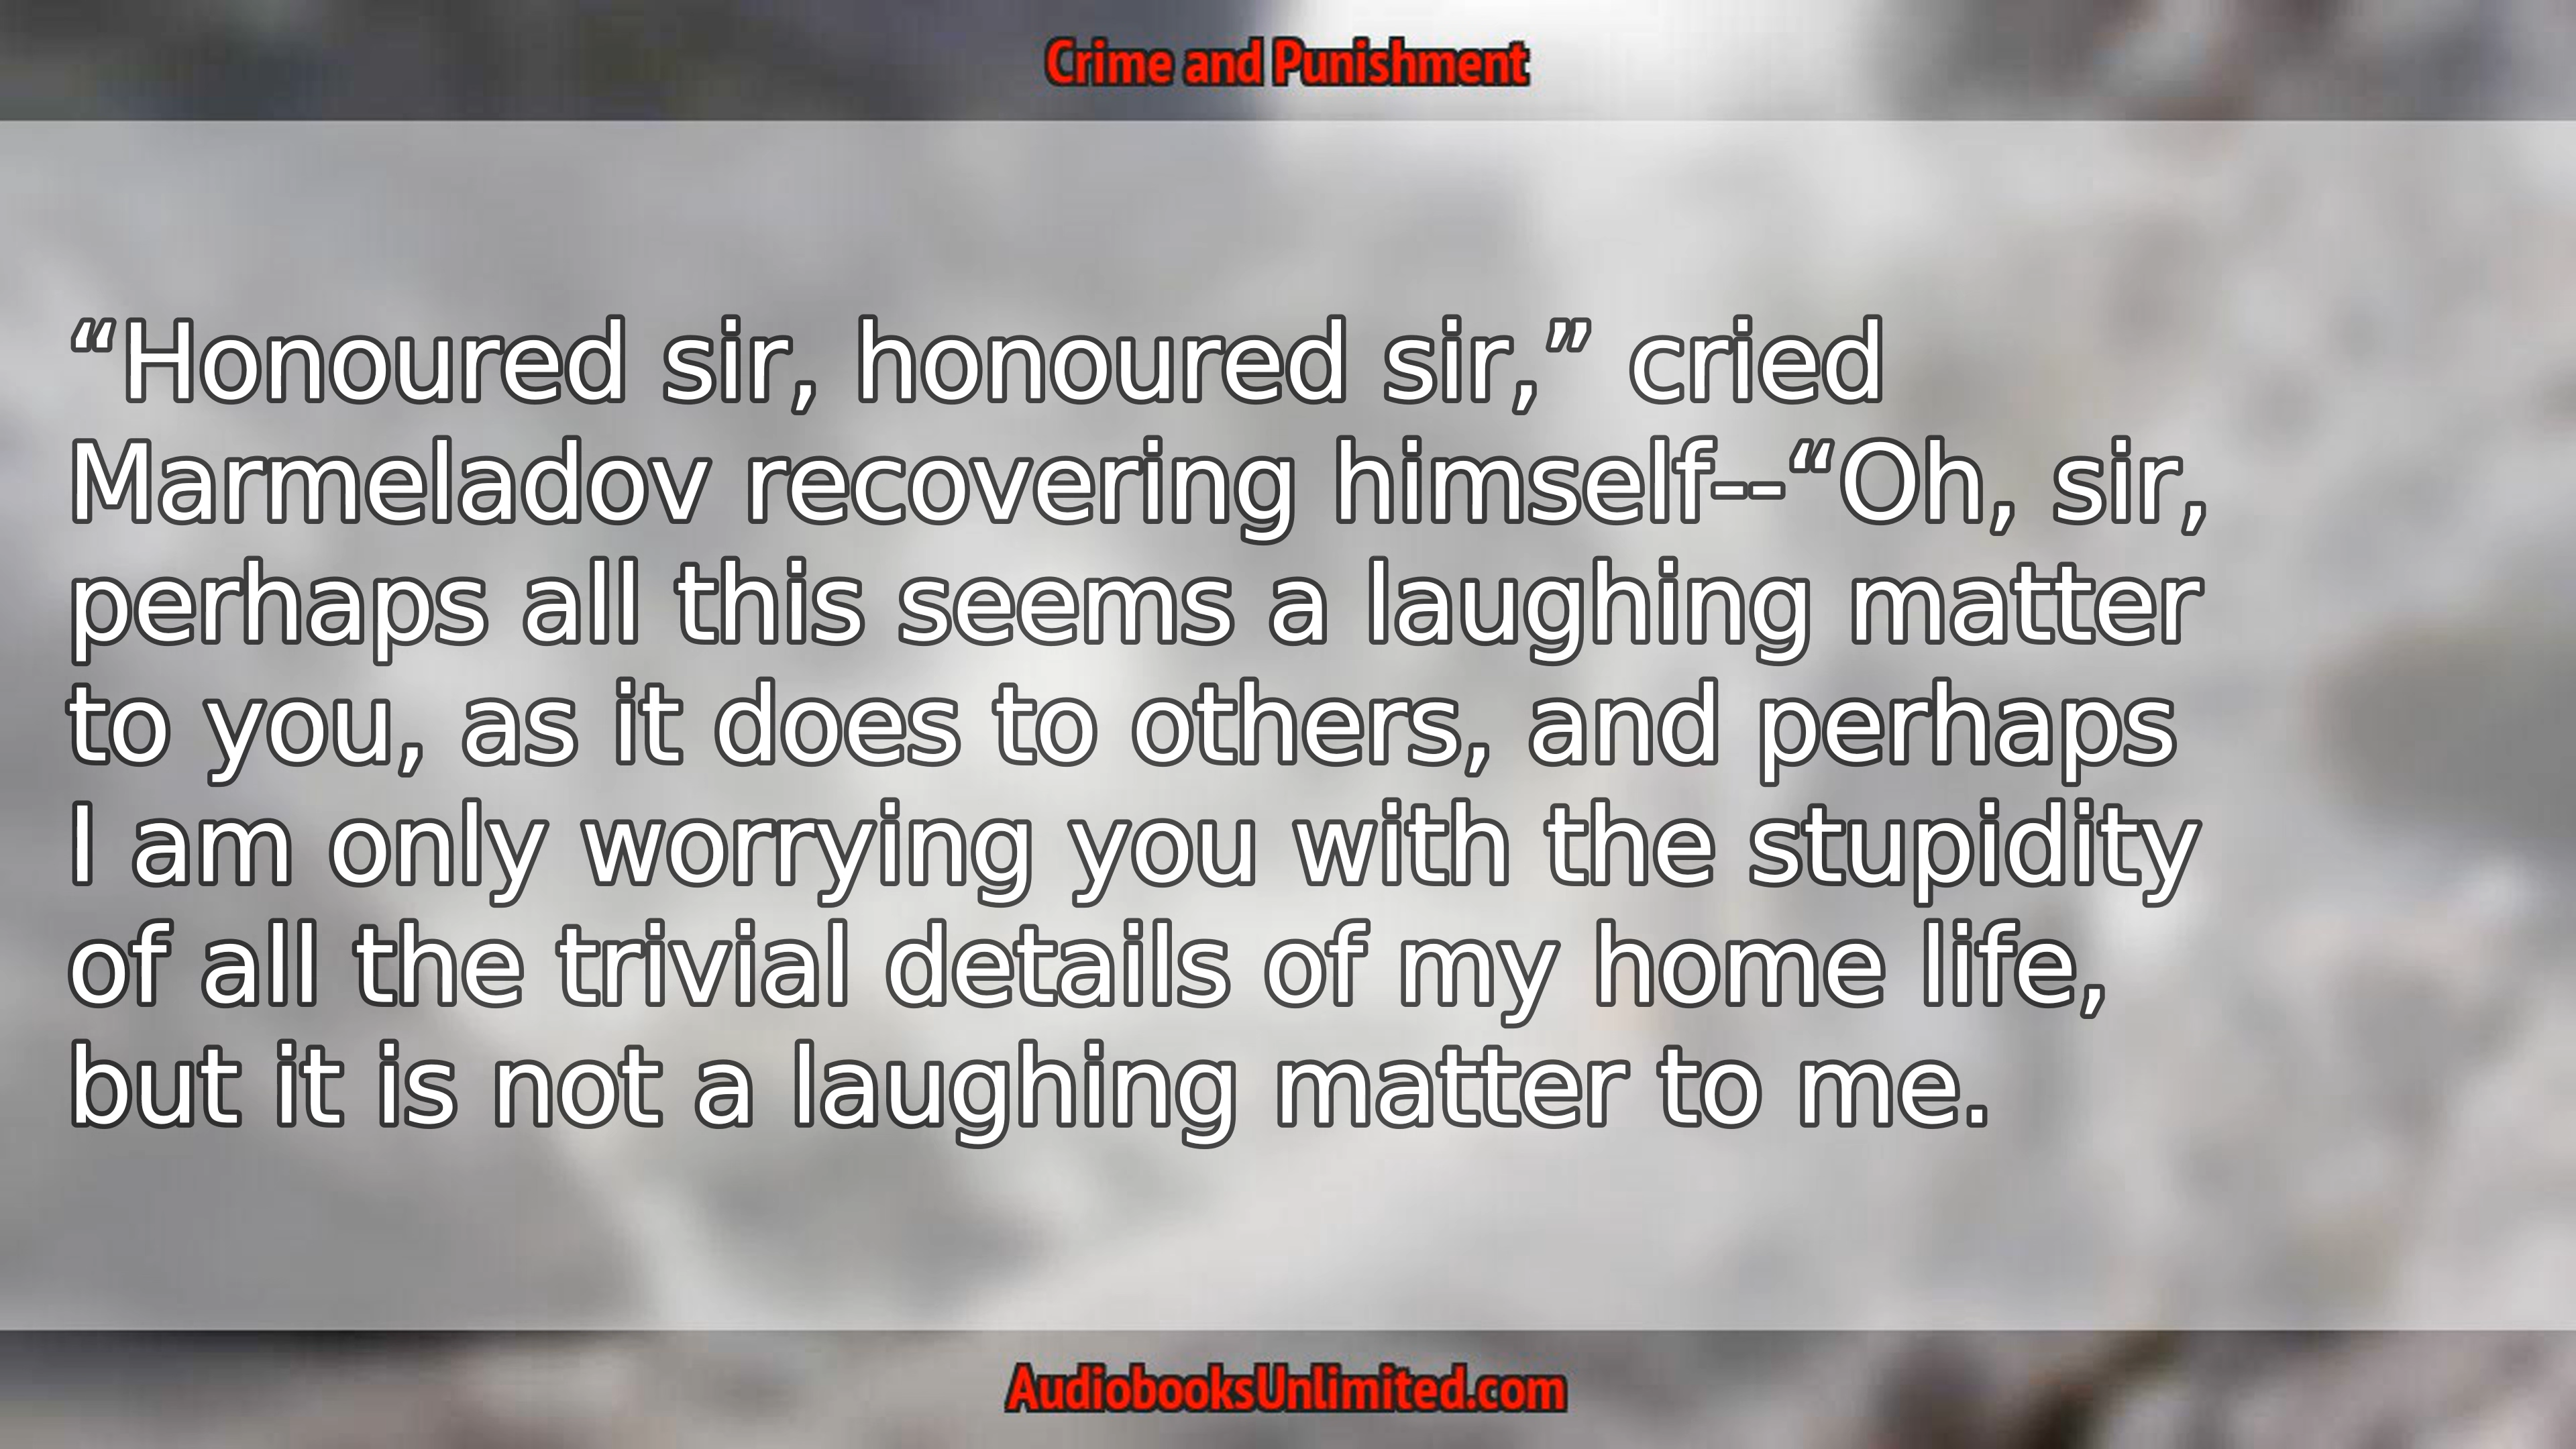 Crime and Punishment
“Honoured sir, honoured sir,” cried
Marmeladov recovering himself--“Oh, sir,
perhaps all this seems a laughing matter
to you, as it does to others, and perhaps
I am only worrying you with the stupidity
of all the trivial details of my home life,
but it is not a laughing matter to me.
AudiobooksUnlimited.com